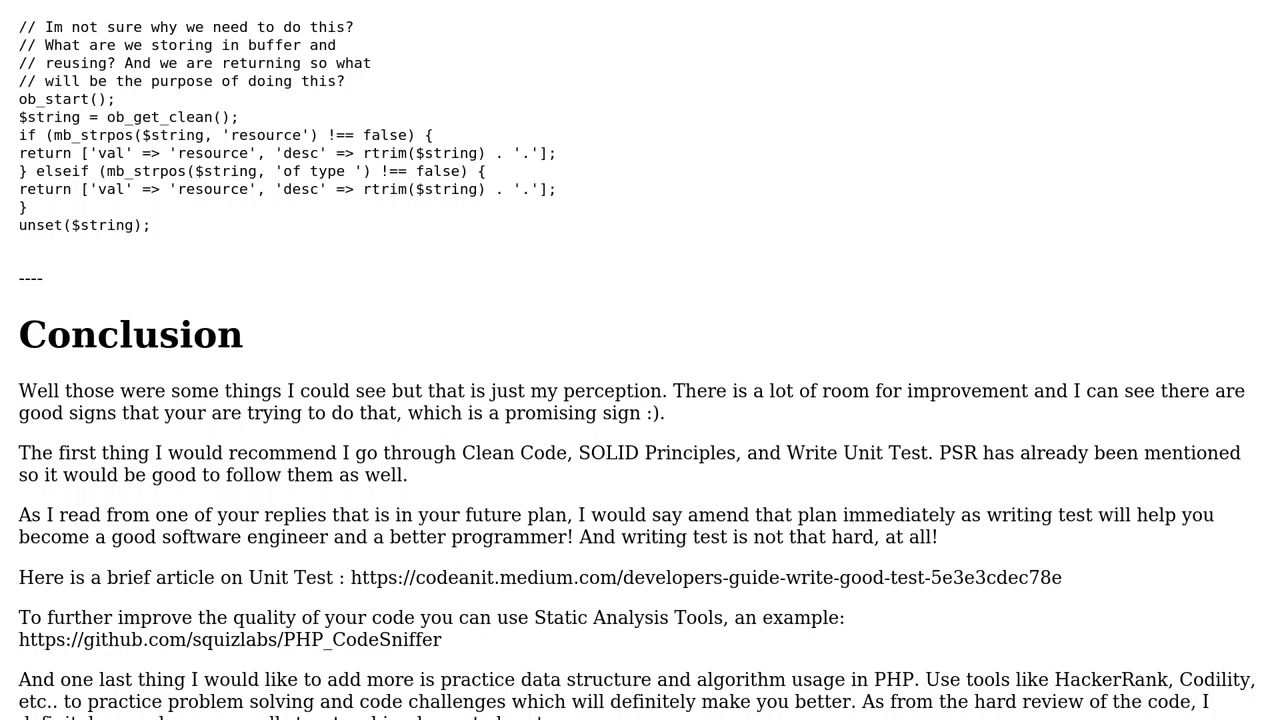 // Im not sure why we need to do this?
// What are we storing in buffer and
// reusing? And we are returning so what
// will be the purpose of doing this?
ob_start();
$string = ob_get_clean();
if (mb_strpos($string, 'resource') !== false) {
return ['val' => 'resource', 'desc' => rtrim($string) . '.'];
} elseif (mb_strpos($string, 'of type ') !== false) {
return ['val' => 'resource', 'desc' => rtrim($string) . '.'];
}
unset($string);
----
Conclusion
Well those were some things I could see but that is just my perception. There is a lot of room for improvement and I can see there are
good signs that your are trying to do that, which is a promising sign :).
The first thing I would recommend I go through Clean Code, SOLID Principles, and Write Unit Test. PSR has already been mentioned
so it would be good to follow them as well.
As I read from one of your replies that is in your future plan, I would say amend that plan immediately as writing test will help you
become a good software engineer and a better programmer! And writing test is not that hard, at all!
Here is a brief article on Unit Test : https://codeanit.medium.com/developers-guide-write-good-test-5e3e3cdec78e
To further improve the quality of your code you can use Static Analysis Tools, an example:
https://github.com/squizlabs/PHP_CodeSniffer
And one last thing I would like to add more is practice data structure and algorithm usage in PHP. Use tools like HackerRank, Codility,
etc.. to practice problem solving and code challenges which will definitely make you better. As from the hard review of the code, I